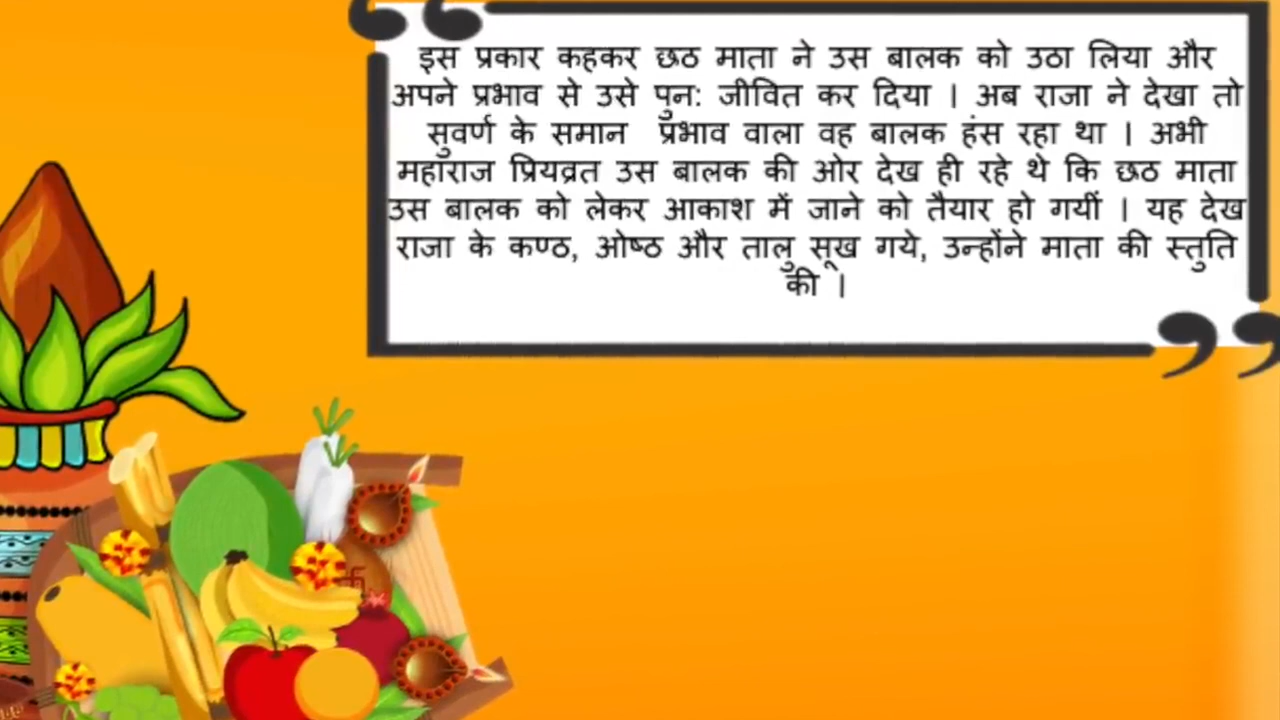 इस प्रकार कहकर छठ माता ने उस बालक को उठा लिया और
अपने प्रभाव से उसे पुन: जीवित कर दिया । अब राजा ने देखा तो
सुवर्ण के समान प्रभाव वाला वह बालक हंस रहा था । अभी
महाराज प्रियव्रत उस बालक की ओर देख ही रहे थे कि छठ माता
उस बालक को लेकर आकाश में जाने को तैयार हो गयीं । यह देख
राजा के कण्ठ, ओष्ठ और तालु सूख गये, उन्होंने माता की स्तुति
की ।